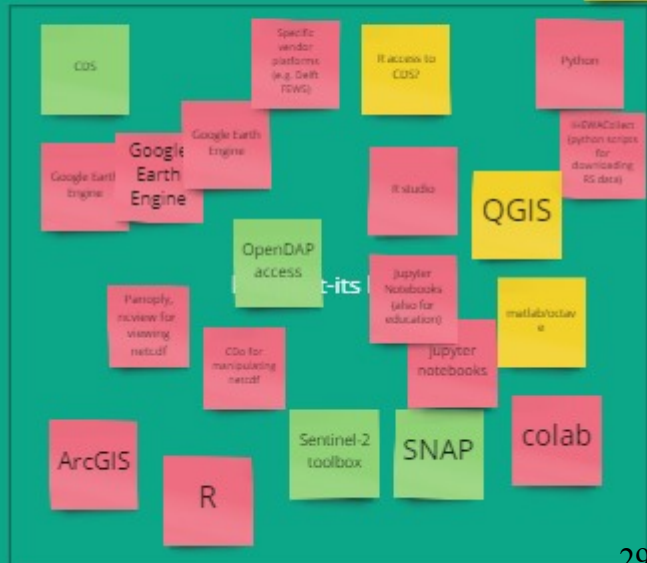 CDS
Specific
vendor
platforms
(e.g. Delft
FEWS)
R access to
CDS?
Python
Google Earth
Engine
Google
Earth
Engine
Google Earth
Engine
(python scripts
for
downloading
RS data)
R studio
QGIS
OpenDAP
access
t-its
Jupyter
Notebooks
(also for
education)
Panoply,
ncview for
viewing
netcdf
CDO for
manipulating
netcdf
jupyter
notebooks
matlab/octav
e
ArcGIS
R
Sentinel-2
toolbox
SNAP
colab
29